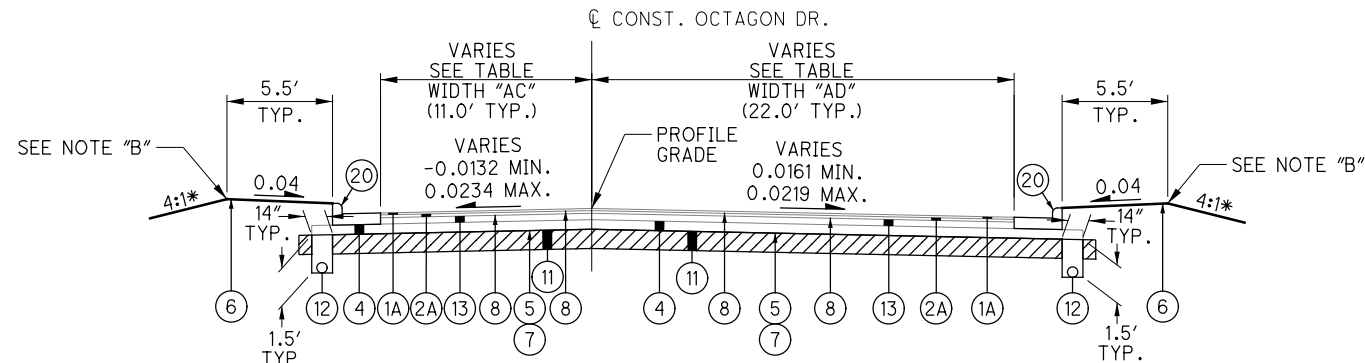 ℄ CONST. OCTAGON DR.
VARIES
SEE TABLE
WIDTH "AC"
(11.0' TYP.)
VARIES
SEE TABLE
WIDTH "AD"
(22.0' TYP.)
5.5'
TYP.
5.5'
TYP.
SEE NOTE "B"
PROFILE
GRADE
SEE NOTE "B"
VARIES
-0.0132 MIN.
0.0234 MAX.
VARIES
0.0161 MIN.
0.0219 MAX.
20
20
0.04
0.04
4:1*
4:1*
14"
TYP.
14"
TYP.
11
11
6
12
4
1A
2A
13
8
5
7
8
4
8
5
7
8
13
2A
1A
12
6
1.5'
TYP
1.5'
TYP.